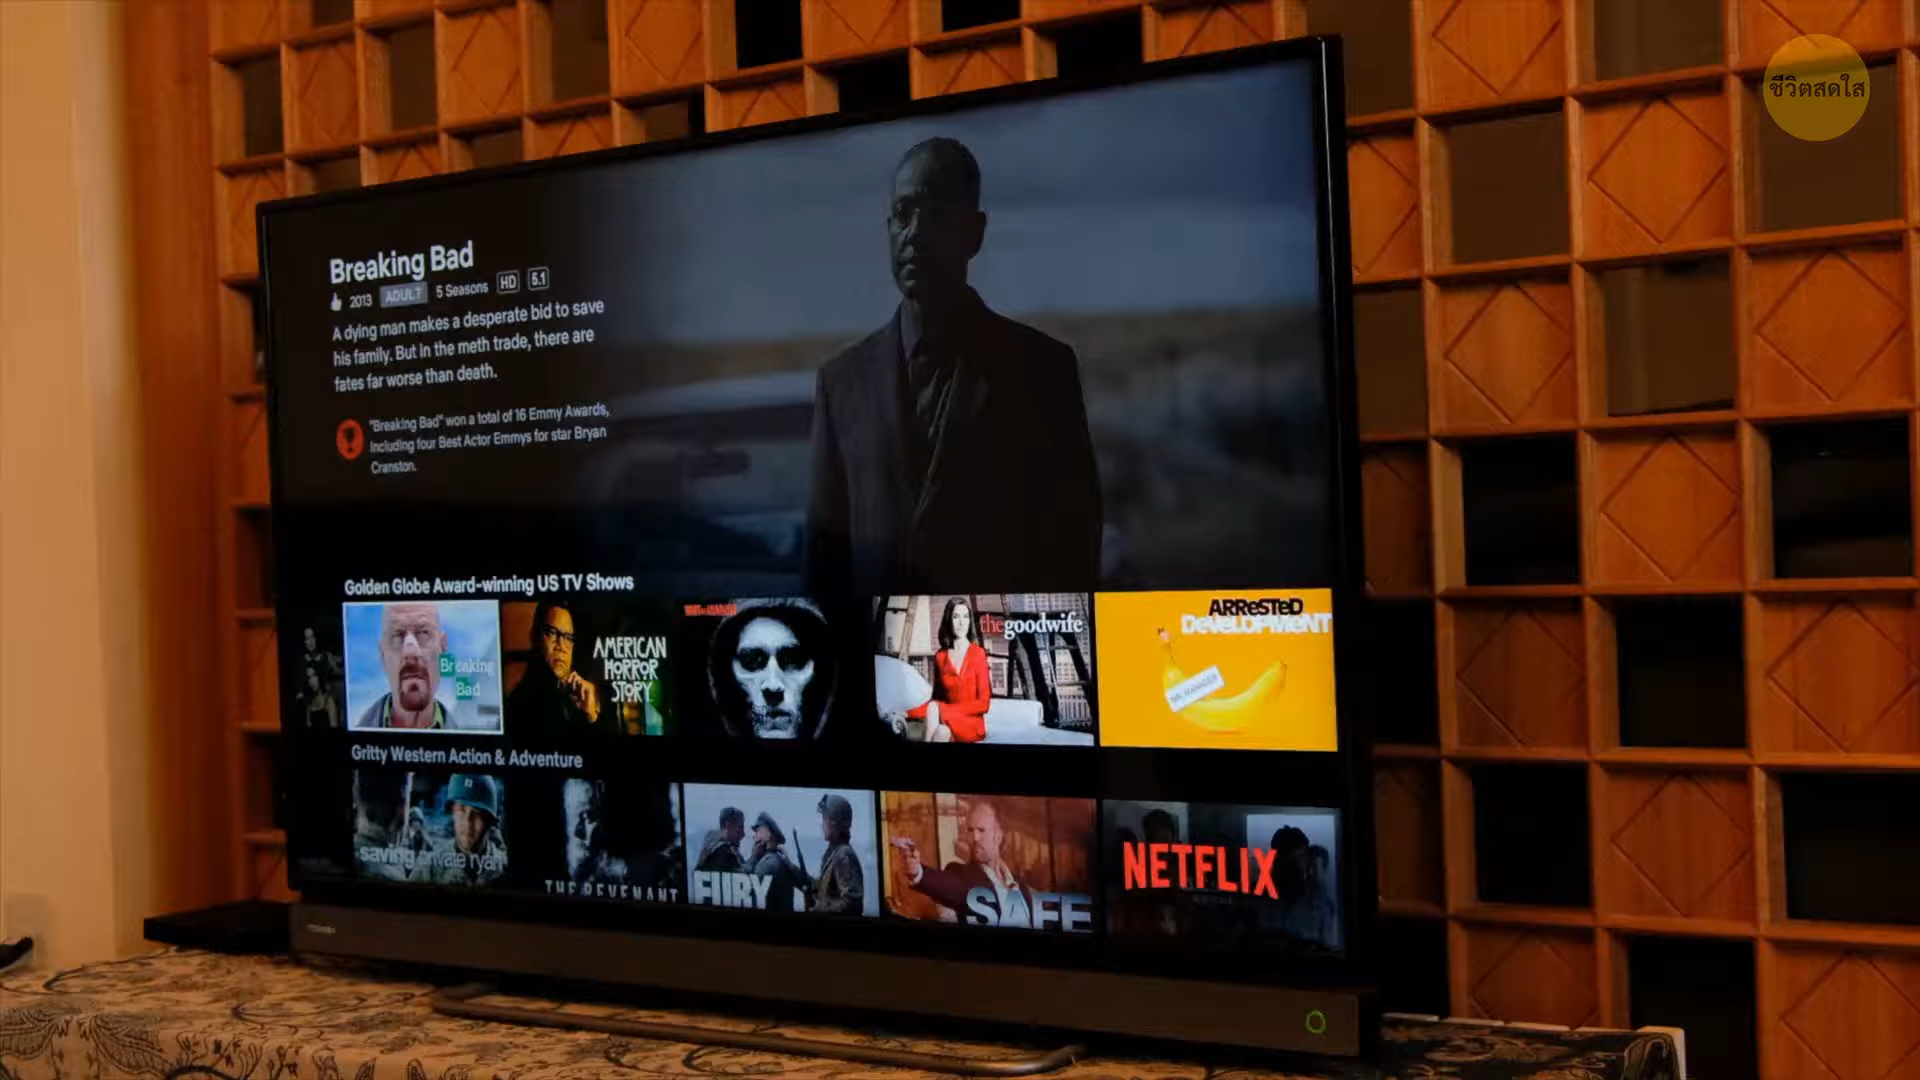 ชีวิตสดใส
Breaking Bad
2013 ADULT 5 Seasons HD 5.1
A dying man makes a desperate bid to save
his family. But in the meth trade, there are
fates far worse than death.
"Breaking Bad" won a total of 16 Emmy Awards,
including four Best Actor Emmys for star Bryan
Cranston.
Golden Globe Award-winning US TV Shows
Breaking
Bad
AMERICAN
HORROR
STORY
thegoodwife
ARReSTeD
DeveLOPMeNT
Gritty Western Action & Adventure
saving private ryan
THE REVENANT
FURY
SAFE
NETFLIX